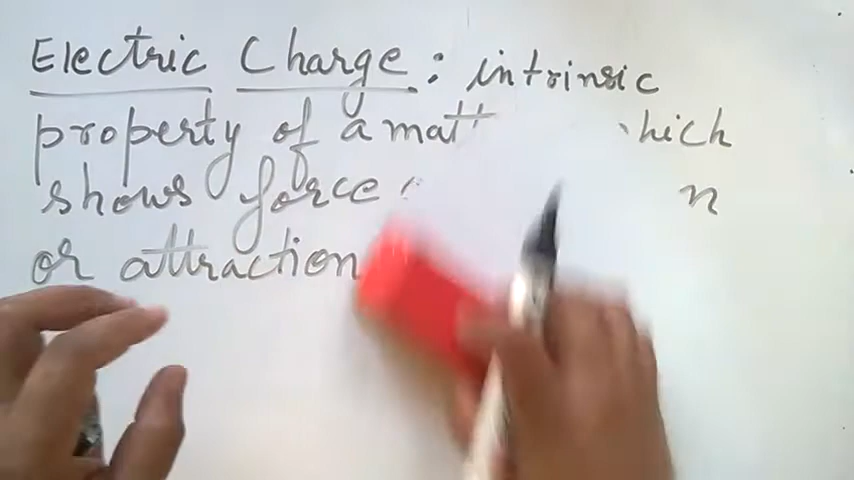 Electric Charge : intrinsic
property of a matt hich
shows force n
or attraction